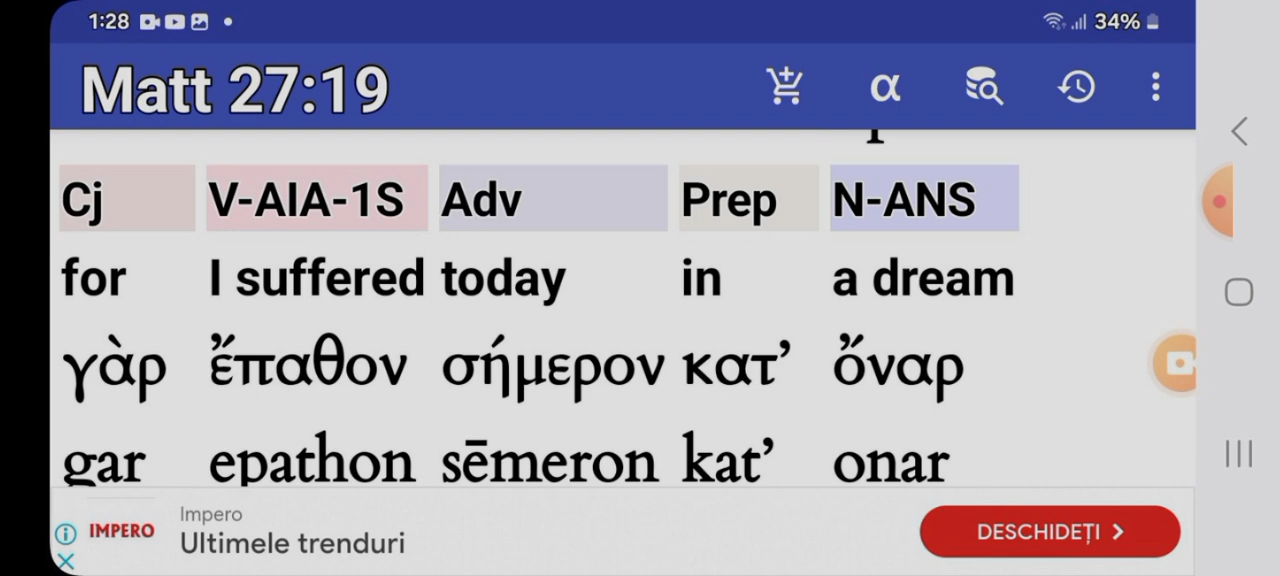 1:28 34%
Matt 27:19 α
Cj V-AIA-1S Adv Prep N-ANS
for I suffered today in a dream
γὰρ ἔπαθον σήμερον κατ’ ὄναρ
gar epathon sēmeron kat’ onar
Impero
IMPERO
Ultimele trenduri
DESCHIDEȚI